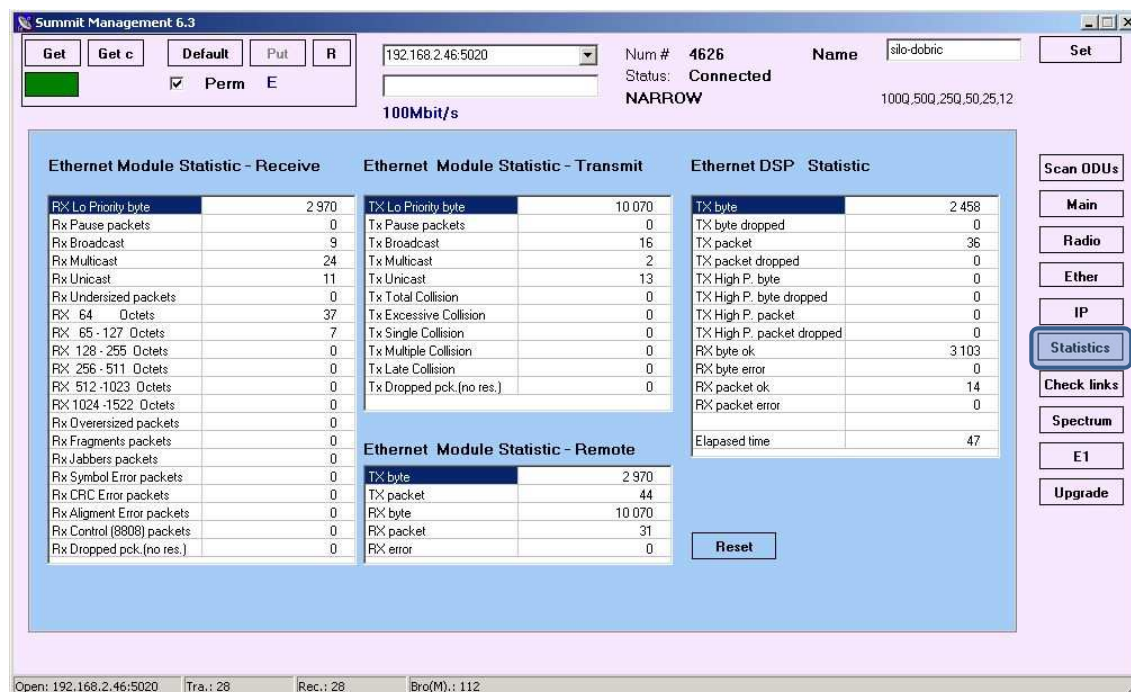 Summit Management 6.3
Get Get c Default Put R 192.168.2.46:5020 Num # 4626 Name silo-dobric Set
Perm E Status: Connected
NARROW 100Q,50Q,25Q,50,25,12
100Mbit/s
Ethernet Module Statistic - Receive
RX Lo Priority byte 2 970
Rx Pause packets 0
Rx Broadcast 9
Rx Multicast 24
Rx Unicast 11
Rx Undersized packets 0
RX 64 Octets 37
RX 65 - 127 Octets 7
RX 128 - 255 Octets 0
RX 256 - 511 Octets 0
RX 512 -1023 Octets 0
RX 1024 -1522 Octets 0
Rx Overersized packets 0
Rx Fragments packets 0
Rx Jabbers packets 0
Rx Symbol Error packets 0
Rx CRC Error packets 0
Rx Aligment Error packets 0
Rx Control (8808) packets 0
Rx Dropped pck.(no res.) 0
Ethernet Module Statistic - Transmit
TX Lo Priority byte 10 070
Tx Pause packets 0
Tx Broadcast 16
Tx Multicast 2
Tx Unicast 13
Tx Total Collision 0
Tx Excessive Collision 0
Tx Single Collision 0
Tx Multiple Collision 0
Tx Late Collision 0
Tx Dropped pck.(no res.) 0
Ethernet Module Statistic - Remote
TX byte 2 970
TX packet 44
RX byte 10 070
RX packet 31
RX error 0
Ethernet DSP Statistic
TX byte 2 458
TX byte dropped 0
TX packet 36
TX packet dropped 0
TX High P. byte 0
TX High P. byte dropped 0
TX High P. packet 0
TX High P. packet dropped 0
RX byte ok 3 103
RX byte error 0
RX packet ok 14
RX packet error 0
Elapased time 47
Reset
Scan ODUs
Main
Radio
Ether
IP
Statistics
Check links
Spectrum
E1
Upgrade
Open: 192.168.2.46:5020 Tra.: 28 Rec.: 28 Bro(M).: 112